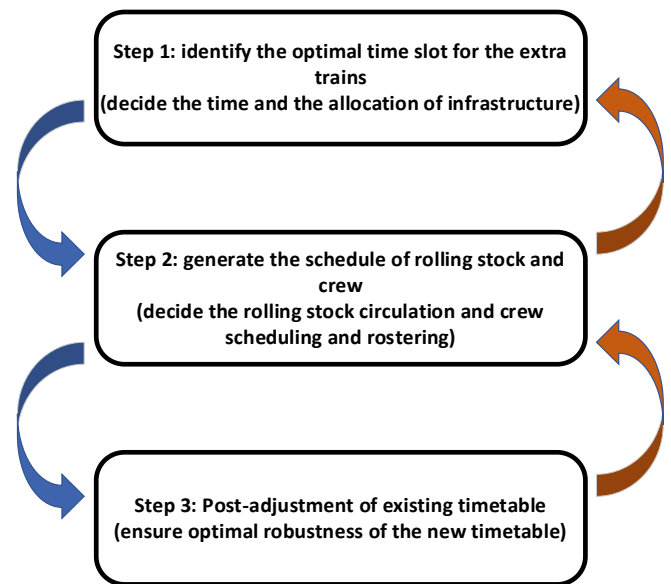 Step 1: identify the optimal time slot for the extra
trains
(decide the time and the allocation of infrastructure)
Step 2: generate the schedule of rolling stock and
crew
(decide the rolling stock circulation and crew
scheduling and rostering)
Step 3: Post-adjustment of existing timetable
(ensure optimal robustness of the new timetable)